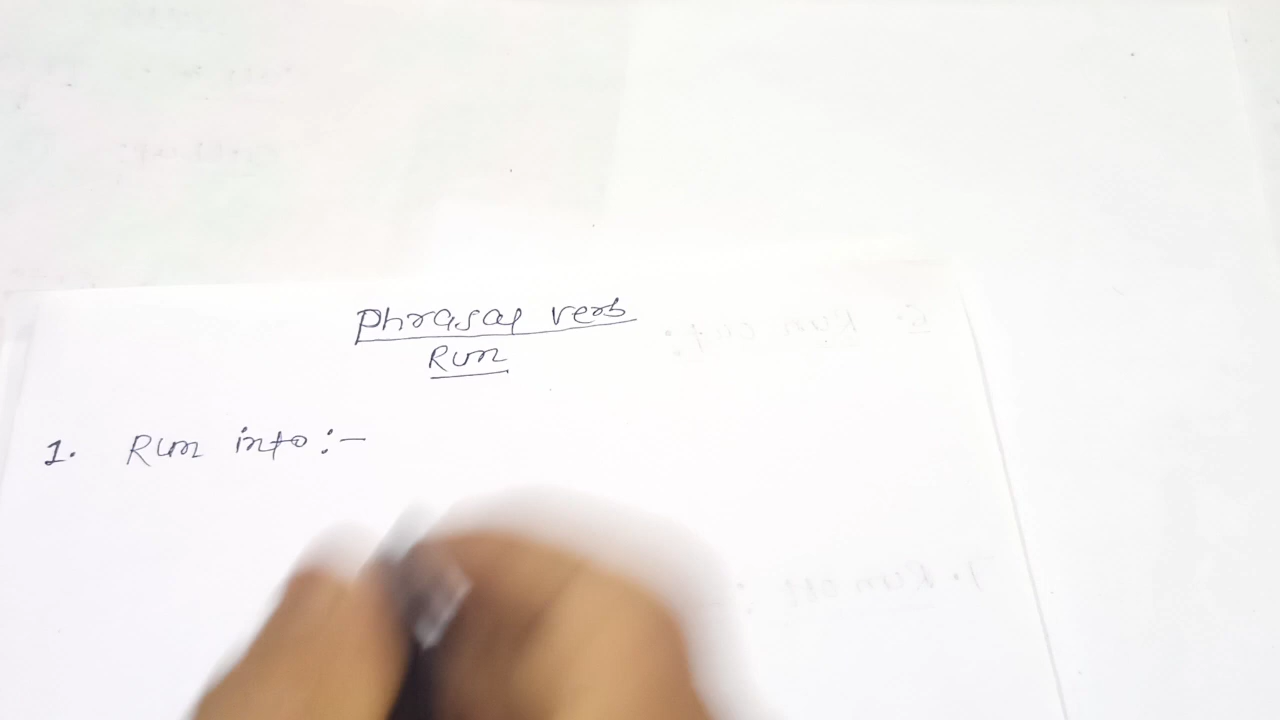 Phrasal verb
Run
1. Run into :-